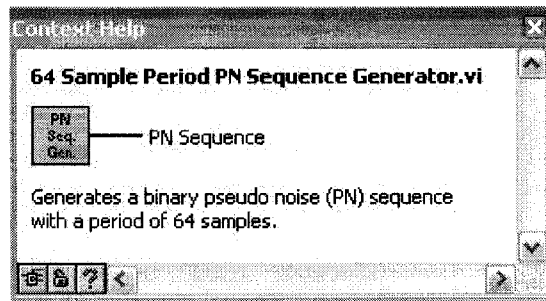 Context Help
64 Sample Period PN Sequence Generator.vi
PN
Seq.
Gen.
PN Sequence
Generates a binary pseudo noise (PN) sequence
with a period of 64 samples.
?